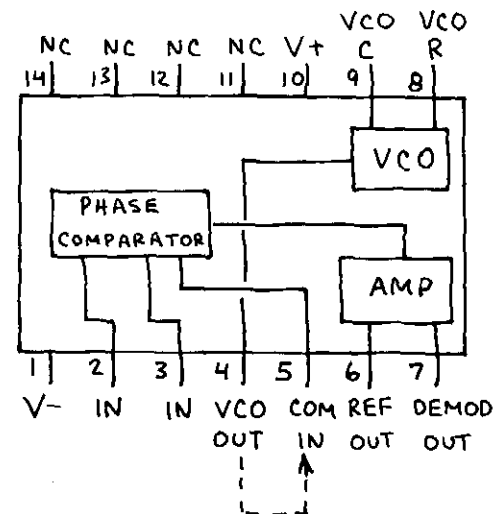 VCO VCO
NC NC NC NC V+ C R
14 13 12 11 10 9 8
VCO
PHASE
COMPARATOR
AMP
1 2 3 4 5 6 7
V- IN IN VCO COM REF DEMOD
OUT IN OUT OUT